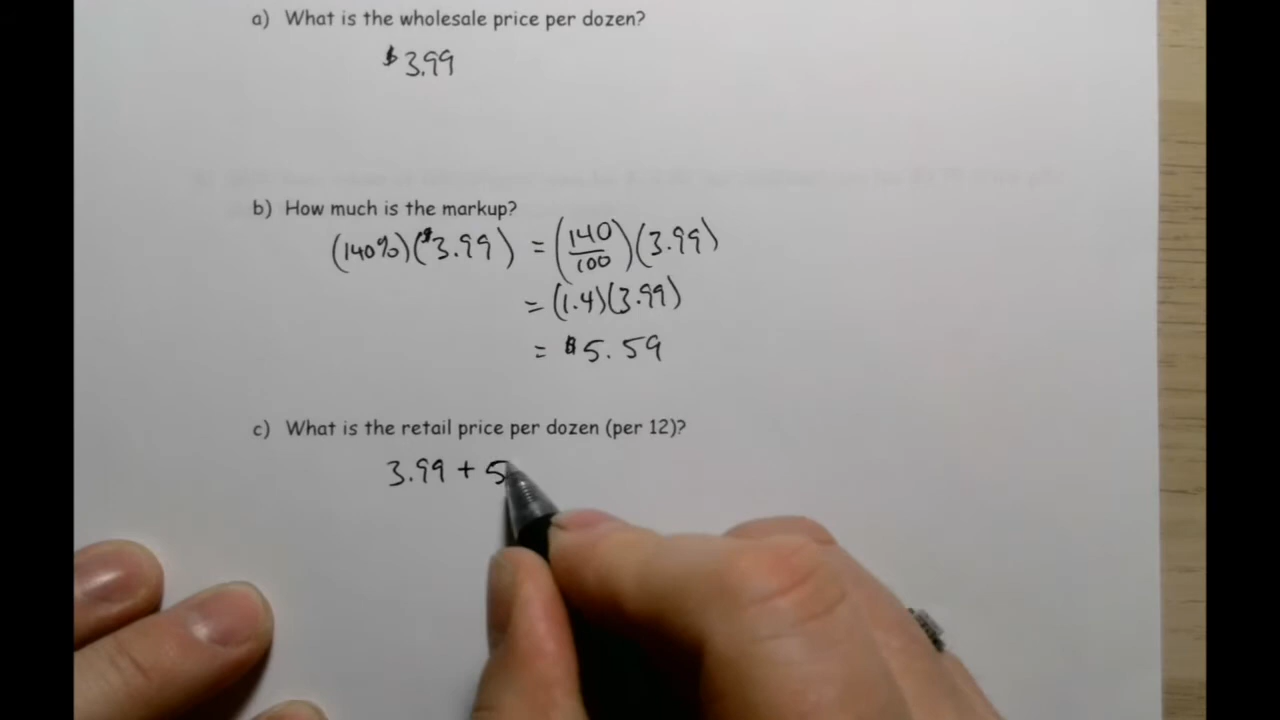 a) What is the wholesale price per dozen?
$3.99
b) How much is the markup?
(140%)($3.99) = (140/100)(3.99)
= (1.4)(3.99)
= $5.59
c) What is the retail price per dozen (per 12)?
3.99 + 5